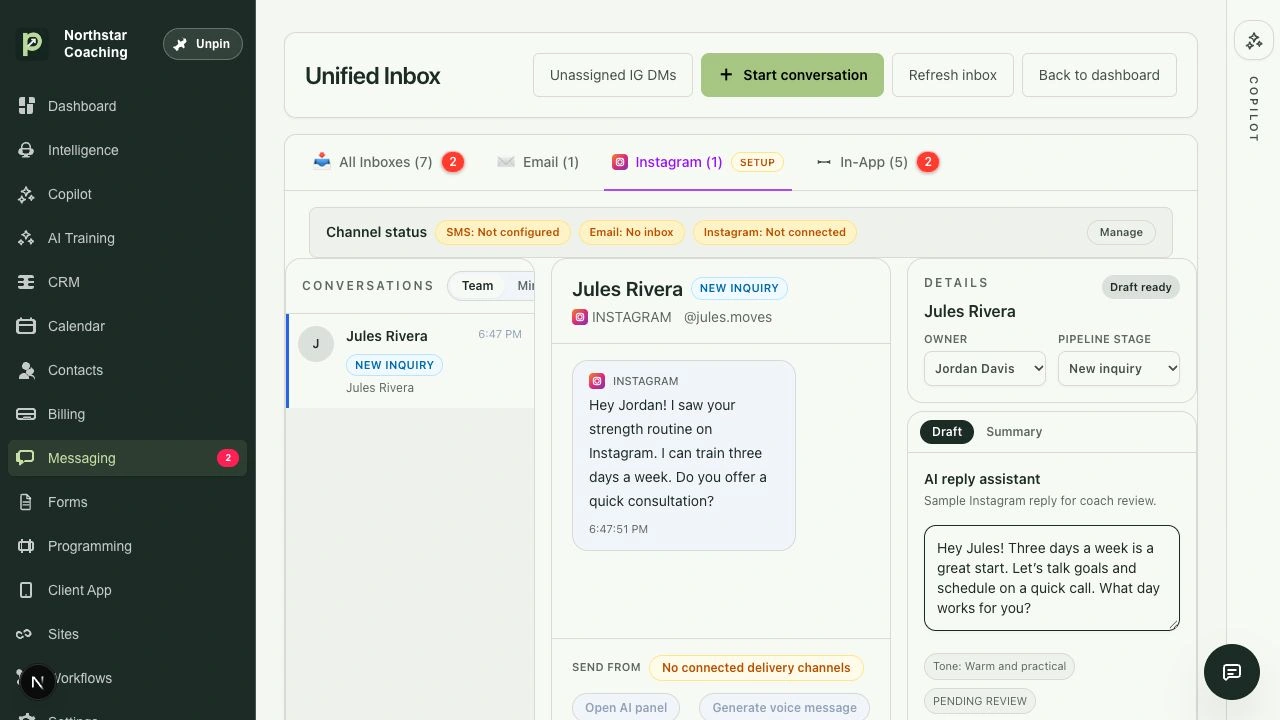 Northstar
Coaching
Unpin
Dashboard
Intelligence
Copilot
AI Training
CRM
Calendar
Contacts
Billing
Messaging
2
Forms
Programming
Client App
Sites
Workflows
N
Unified Inbox
Unassigned IG DMs
+ Start conversation
Refresh inbox
Back to dashboard
All Inboxes (7) 2
Email (1)
Instagram (1) SETUP
In-App (5) 2
Channel status
SMS: Not configured
Email: No inbox
Instagram: Not connected
Manage
CONVERSATIONS
Team
J
Jules Rivera
6:47 PM
NEW INQUIRY
Jules Rivera
Jules Rivera NEW INQUIRY
INSTAGRAM @jules.moves
INSTAGRAM
Hey Jordan! I saw your
strength routine on
Instagram. I can train three
days a week. Do you offer a
quick consultation?
6:47:51 PM
SEND FROM No connected delivery channels
Open AI panel
Generate voice message
DETAILS
Draft ready
Jules Rivera
OWNER
PIPELINE STAGE
Jordan Davis
New inquiry
Draft
Summary
AI reply assistant
Sample Instagram reply for coach review.
Hey Jules! Three days a week is a
great start. Let's talk goals and
schedule on a quick call. What day
works for you?
Tone: Warm and practical
PENDING REVIEW
COPILOT